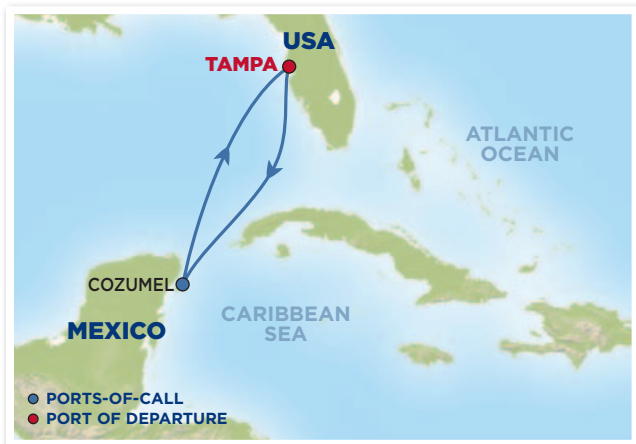 USA
TAMPA
ATLANTIC
OCEAN
COZUMEL
CARIBBEAN
SEA
MEXICO
PORTS-OF-CALL
PORT OF DEPARTURE